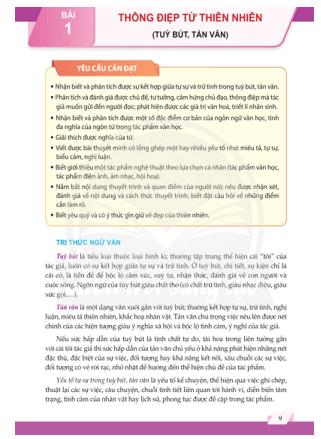 BÀI
1
THÔNG ĐIỆP TỪ THIÊN NHIÊN
(TUỲ BÚT, TẢN VĂN)
YÊU CẦU CẦN ĐẠT
• Nhận biết và phân tích được sự kết hợp giữa tự sự và trữ tình trong tuỳ bút, tản văn.
• Phân tích và đánh giá được chủ đề, tư tưởng, cảm hứng chủ đạo, thông điệp mà tác
giả muốn gửi đến người đọc; phát hiện được các giá trị văn hoá, triết lí nhân sinh.
• Nhận biết và phân tích được một số đặc điểm cơ bản của ngôn ngữ văn học, tính
đa nghĩa của ngôn từ trong tác phẩm văn học.
• Giải thích được nghĩa của từ.
• Viết được bài thuyết minh có lồng ghép một hay nhiều yếu tố như: miêu tả, tự sự,
biểu cảm, nghị luận.
• Biết giới thiệu một tác phẩm nghệ thuật theo lựa chọn cá nhân (tác phẩm văn học,
tác phẩm điện ảnh, âm nhạc, hội hoạ).
• Nắm bắt nội dung thuyết trình và quan điểm của người nói; nêu được nhận xét,
đánh giá về nội dung và cách thức thuyết trình; biết đặt câu hỏi về những điểm
cần làm rõ.
• Biết yêu quý và có ý thức gìn giữ vẻ đẹp của thiên nhiên.
TRI THỨC NGỮ VĂN
Tuỳ bút là tiểu loại thuộc loại hình kí; thường tập trung thể hiện cái "tôi" của
tác giả, luôn có sự kết hợp giữa tự sự và trữ tình. Ở tuỳ bút, chi tiết, sự kiện chỉ là
cái cớ, là tiền đề để bộc lộ cảm xúc, suy tư, nhận thức, đánh giá về con người và
cuộc sống. Ngôn ngữ của tuỳ bút giàu chất thơ (có chất trữ tình, giàu nhạc điệu, giàu
sức gợi,…).
Tản văn là một dạng văn xuôi gần với tuỳ bút; thường kết hợp tự sự, trữ tình, nghị
luận, miêu tả thiên nhiên, khắc hoạ nhân vật. Tản văn chú trọng việc nêu lên được nét
chính của các hiện tượng giàu ý nghĩa xã hội và bộc lộ tình cảm, ý nghĩ của tác giả.
Nếu sức hấp dẫn của tuỳ bút là tính chất tự do, tài hoa trong liên tưởng gắn
với cái tôi tác giả thì sức hấp dẫn của tản văn chủ yếu ở khả năng phát hiện những nét
đặc thù, đặc biệt của sự việc, đối tượng hay khả năng kết nối, xâu chuỗi các sự việc,
đối tượng có vẻ rời rạc, nhỏ nhặt để hướng đến thể hiện chủ đề của tác phẩm.
Yếu tố tự sự trong tuỳ bút, tản văn là yếu tố kể chuyện, thể hiện qua việc ghi chép,
thuật lại các sự việc, câu chuyện, chuỗi tình tiết liên quan tới hành vi, diễn biến tâm
trạng, tình cảm của nhân vật hay lịch sử, phong tục được đề cập trong tác phẩm.
9